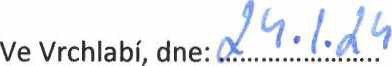 Ve Vrchlabí, dne: 24.1.24